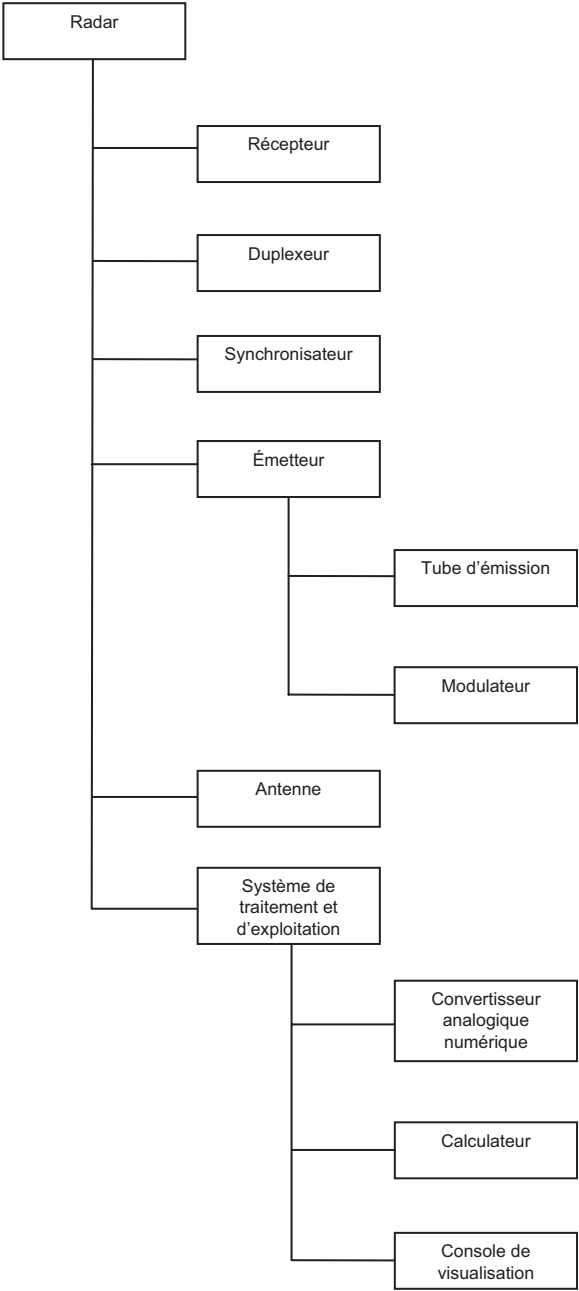 Radar
Récepteur
Duplexeur
Synchronisateur
Émetteur
Tube d’émission
Modulateur
Antenne
Système de
traitement et
d’exploitation
Convertisseur
analogique
numérique
Calculateur
Console de
visualisation